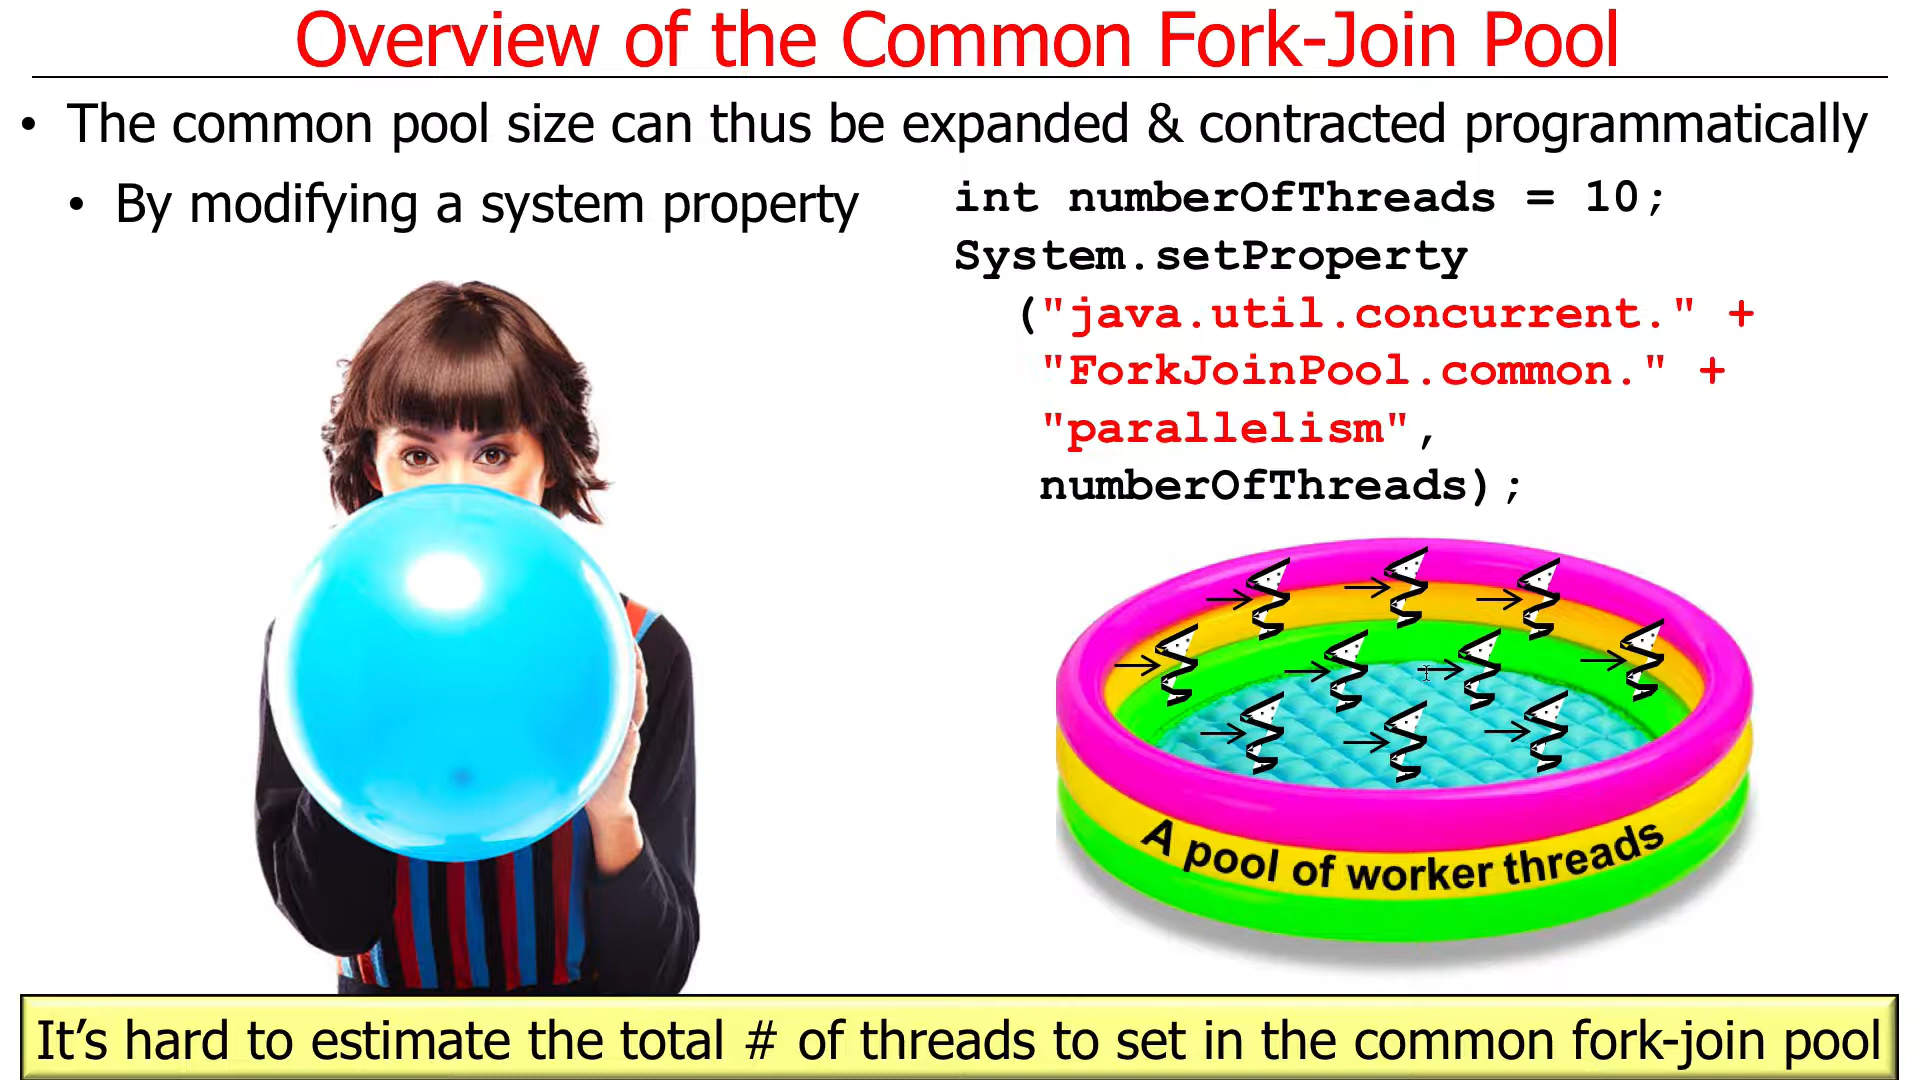 Overview of the Common Fork-Join Pool
• The common pool size can thus be expanded & contracted programmatically
• By modifying a system property
int numberOfThreads = 10;
System.setProperty
("java.util.concurrent." +
"ForkJoinPool.common." +
"parallelism",
numberOfThreads);
A pool of worker threads
It's hard to estimate the total # of threads to set in the common fork-join pool